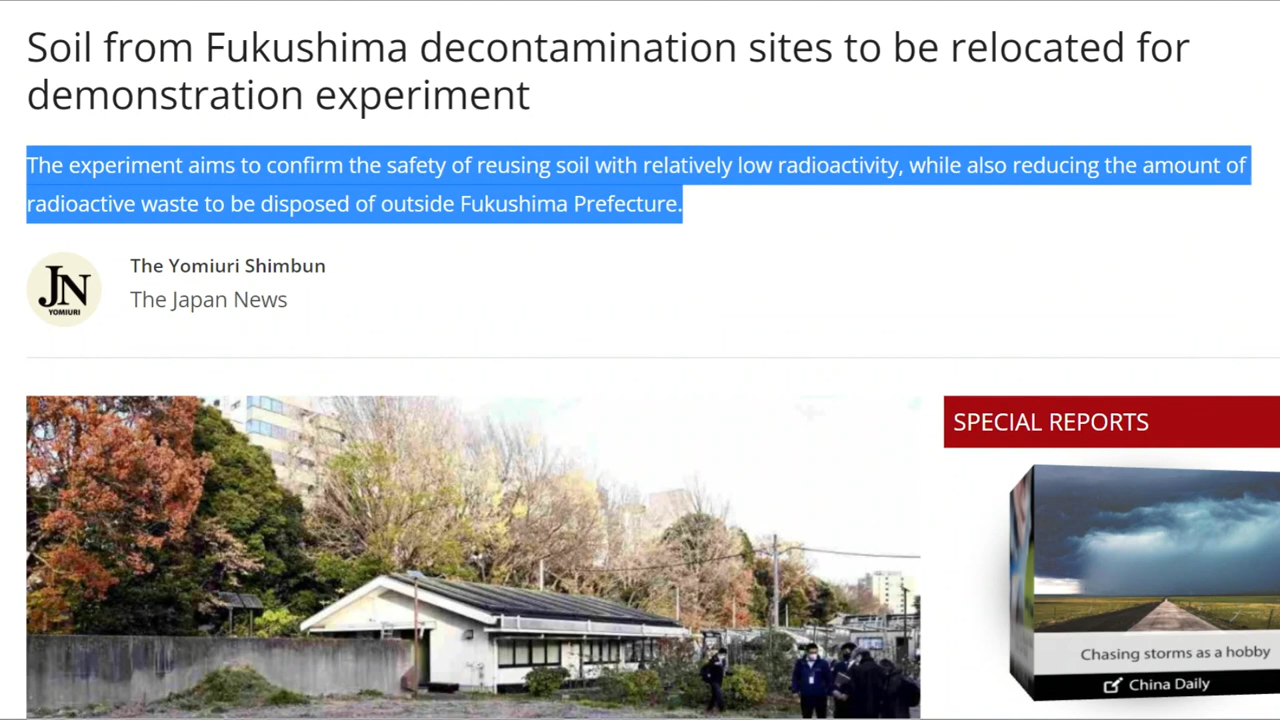 Soil from Fukushima decontamination sites to be relocated for
demonstration experiment
The experiment aims to confirm the safety of reusing soil with relatively low radioactivity, while also reducing the amount of
radioactive waste to be disposed of outside Fukushima Prefecture.
JN
YOMIURI
The Yomiuri Shimbun
The Japan News
SPECIAL REPORTS
Chasing storms as a hobby
China Daily